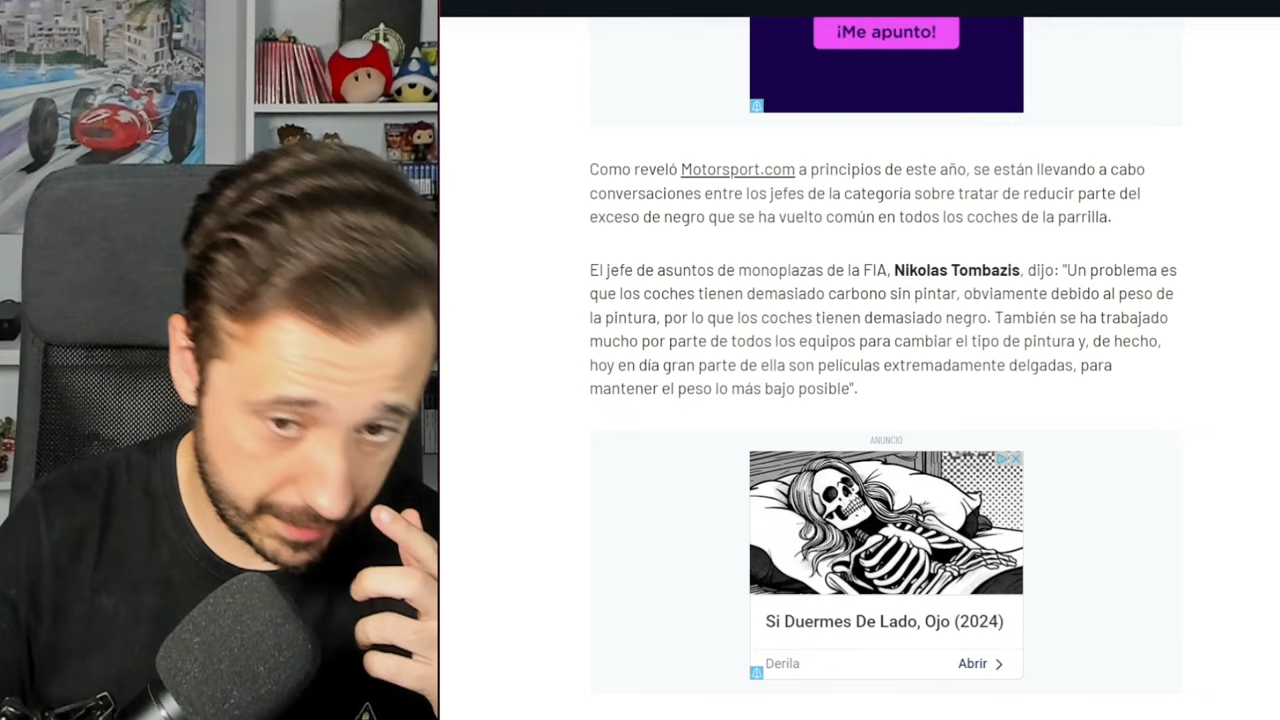 ¡Me apunto!
Como reveló Motorsport.com a principios de este año, se están llevando a cabo
conversaciones entre los jefes de la categoría sobre tratar de reducir parte del
exceso de negro que se ha vuelto común en todos los coches de la parrilla.
El jefe de asuntos de monoplazas de la FIA, Nikolas Tombazis, dijo: "Un problema es
que los coches tienen demasiado carbono sin pintar, obviamente debido al peso de
la pintura, por lo que los coches tienen demasiado negro. También se ha trabajado
mucho por parte de todos los equipos para cambiar el tipo de pintura y, de hecho,
hoy en día gran parte de ella son películas extremadamente delgadas, para
mantener el peso lo más bajo posible".
ANUNCIO
Si Duermes De Lado, Ojo (2024)
Derila
Abrir